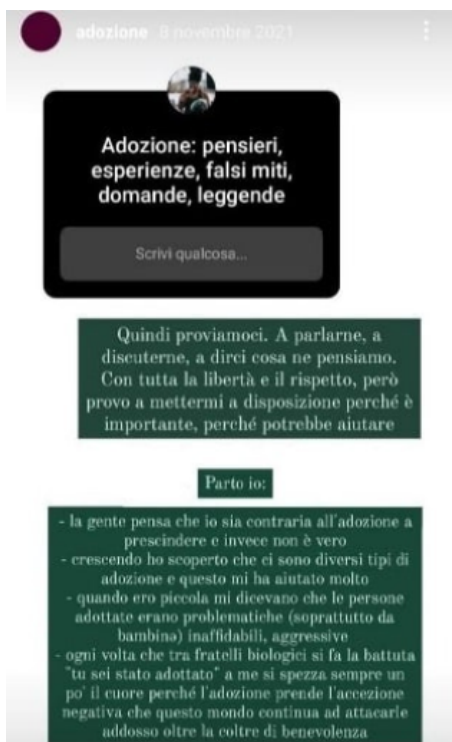 adozione 8 novembre 2021
Adozione: pensieri,
esperienze, falsi miti,
domande, leggende
Scrivi qualcosa...
Quindi proviamoci. A parlarne, a
discuterne, a dirci cosa ne pensiamo.
Con tutta la libertà e il rispetto, però
provo a mettermi a disposizione perché è
importante, perché potrebbe aiutare
Parto io:
- la gente pensa che io sia contraria all'adozione a
prescindere e invece non è vero
- crescendo ho scoperto che ci sono diversi tipi di
adozione e questo mi ha aiutato molto
- quando ero piccola mi dicevano che le persone
adottate erano problematiche (soprattutto da
bambinə) inaffidabili, aggressive
- ogni volta che tra fratelli biologici si fa la battuta
"tu sei stato adottato" a me si spezza sempre un
po' il cuore perché l'adozione prende l'accezione
negativa che questo mondo continua ad attacarle
addosso oltre la coltre di benevolenza